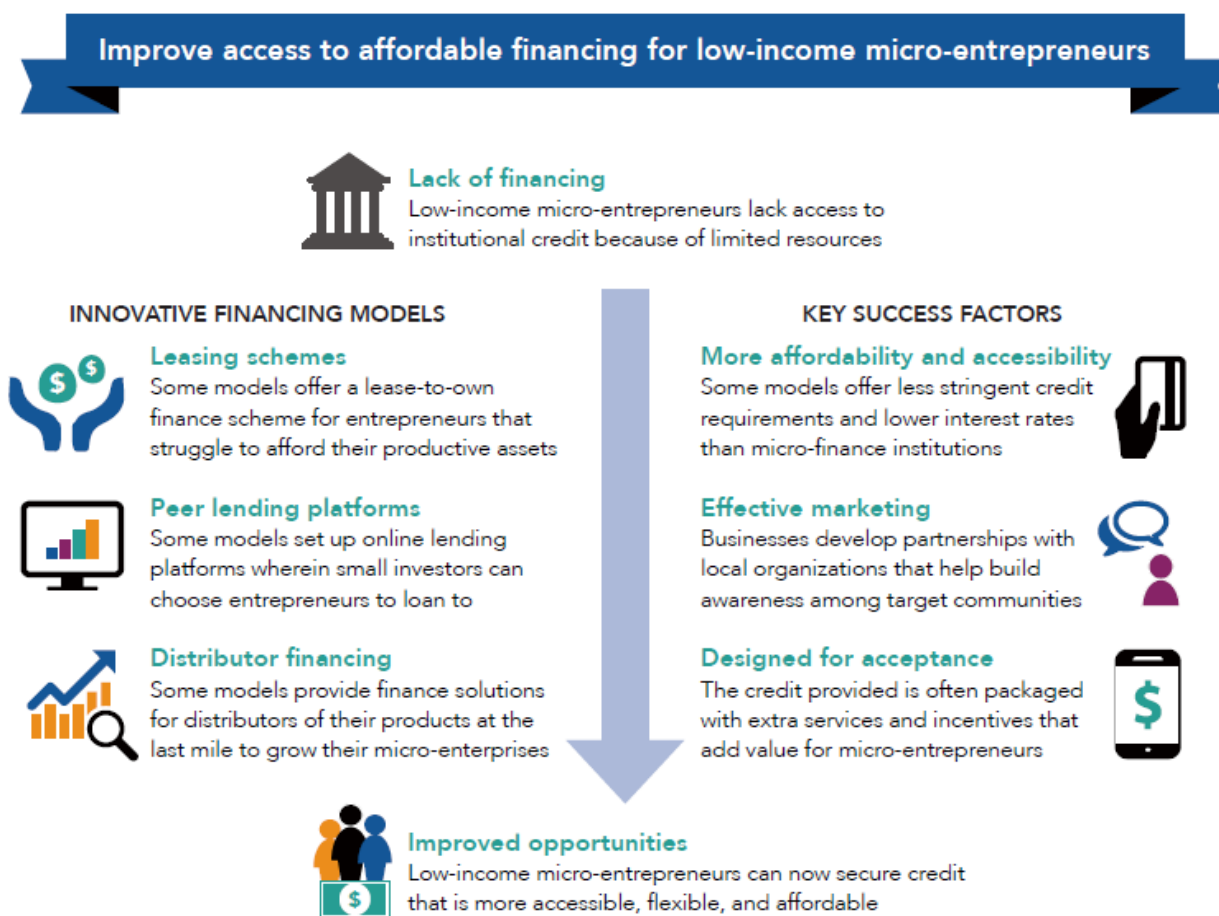 Improve access to affordable financing for low-income micro-entrepreneurs
Lack of financing
Low-income micro-entrepreneurs lack access to
institutional credit because of limited resources
INNOVATIVE FINANCING MODELS
Leasing schemes
Some models offer a lease-to-own
finance scheme for entrepreneurs that
struggle to afford their productive assets
Peer lending platforms
Some models set up online lending
platforms wherein small investors can
choose entrepreneurs to loan to
Distributor financing
Some models provide finance solutions
for distributors of their products at the
last mile to grow their micro-enterprises
KEY SUCCESS FACTORS
More affordability and accessibility
Some models offer less stringent credit
requirements and lower interest rates
than micro-finance institutions
Effective marketing
Businesses develop partnerships with
local organizations that help build
awareness among target communities
Designed for acceptance
The credit provided is often packaged
with extra services and incentives that
add value for micro-entrepreneurs
Improved opportunities
Low-income micro-entrepreneurs can now secure credit
that is more accessible, flexible, and affordable